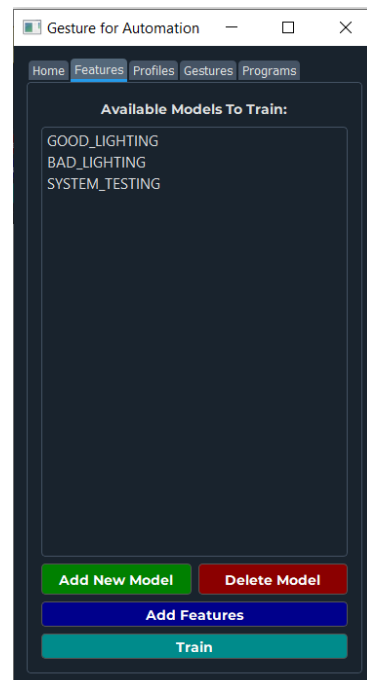 Gesture for Automation
Home Features Profiles Gestures Programs
Available Models To Train:
GOOD_LIGHTING
BAD_LIGHTING
SYSTEM_TESTING
Add New Model Delete Model
Add Features
Train